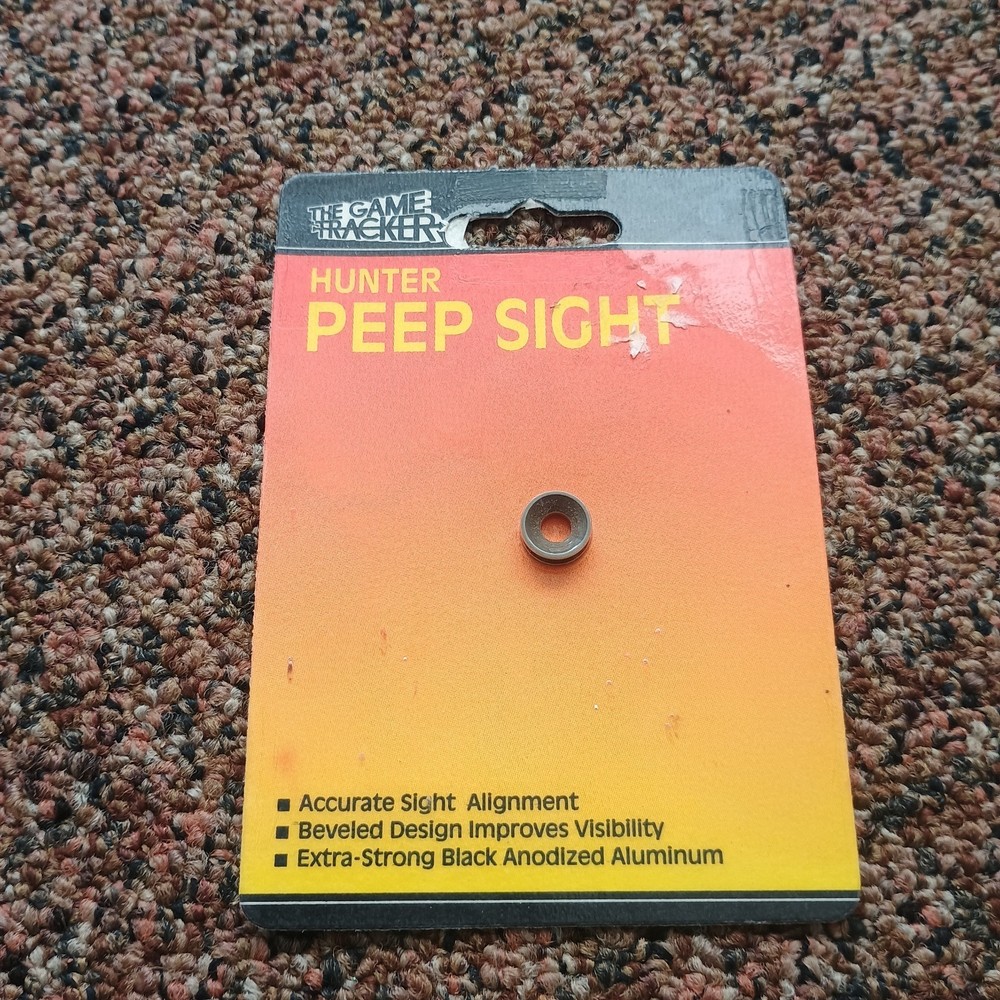 THE GAME
TRACKER
HUNTER
PEEP SIGHT
■ Accurate Sight Alignment
■ Beveled Design Improves Visibility
■ Extra-Strong Black Anodized Aluminum